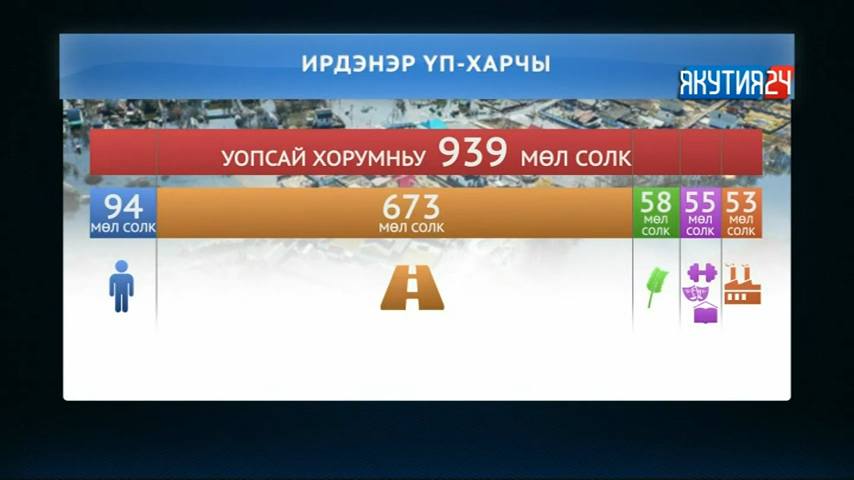 ИРДЭНЭР ҮП-ХАРЧЫ
ЯКУТИЯ24
УОПСАЙ ХОРУМНЬУ 939 МӨЛ СОЛК
94
МӨЛ СОЛК
673
МӨЛ СОЛК
58
МӨЛ
СОЛК
55
МӨЛ
СОЛК
53
МӨЛ
СОЛК